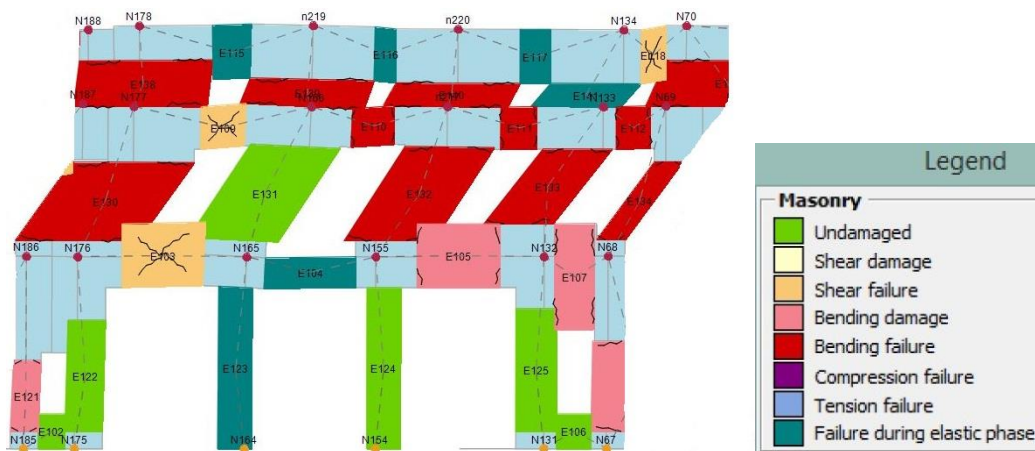 N188 N178 n219 n220 N134 N70
E115 E116 E117 E118
E138
N187 N177 N133 N69
E109 E110 E111 E112
E130 E131 E132 E133 E134
N186 N176 E103 N165 E104 N155 E105 N132 E107 N68
E121 E122 E123 E124 E125
E102 E106
N185 N175 N164 N154 N131 N67
Legend
Masonry
Undamaged
Shear damage
Shear failure
Bending damage
Bending failure
Compression failure
Tension failure
Failure during elastic phase